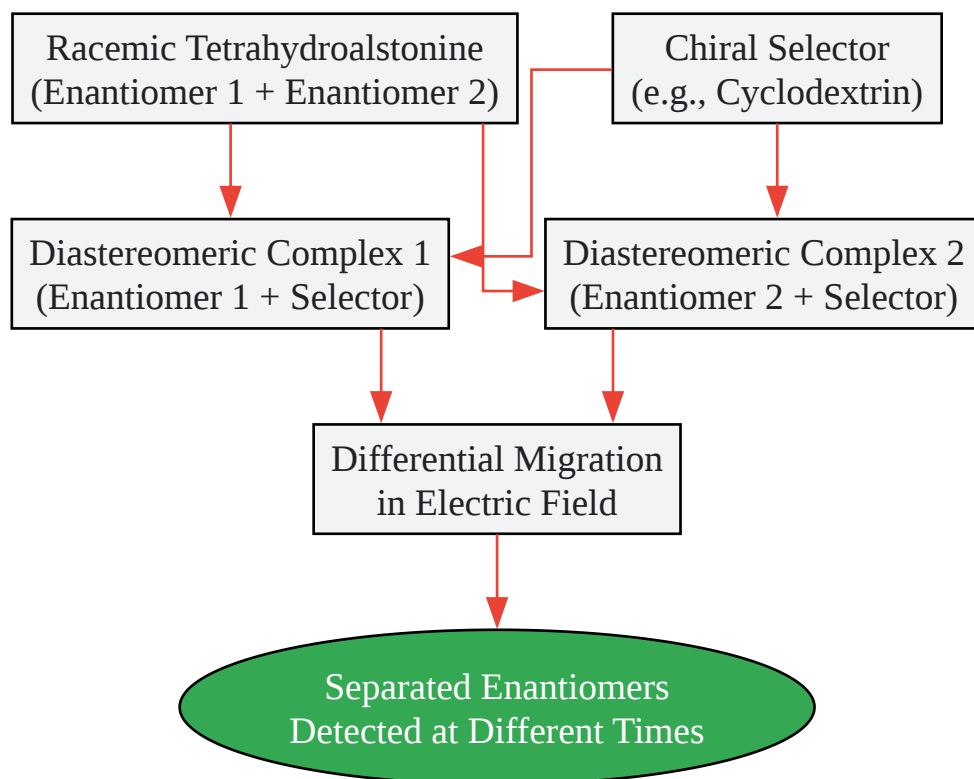 Racemic Tetrahydroalstonine
(Enantiomer 1 + Enantiomer 2)
Chiral Selector
(e.g., Cyclodextrin)
Diastereomeric Complex 1
(Enantiomer 1 + Selector)
Diastereomeric Complex 2
(Enantiomer 2 + Selector)
Differential Migration
in Electric Field
Separated Enantiomers
Detected at Different Times